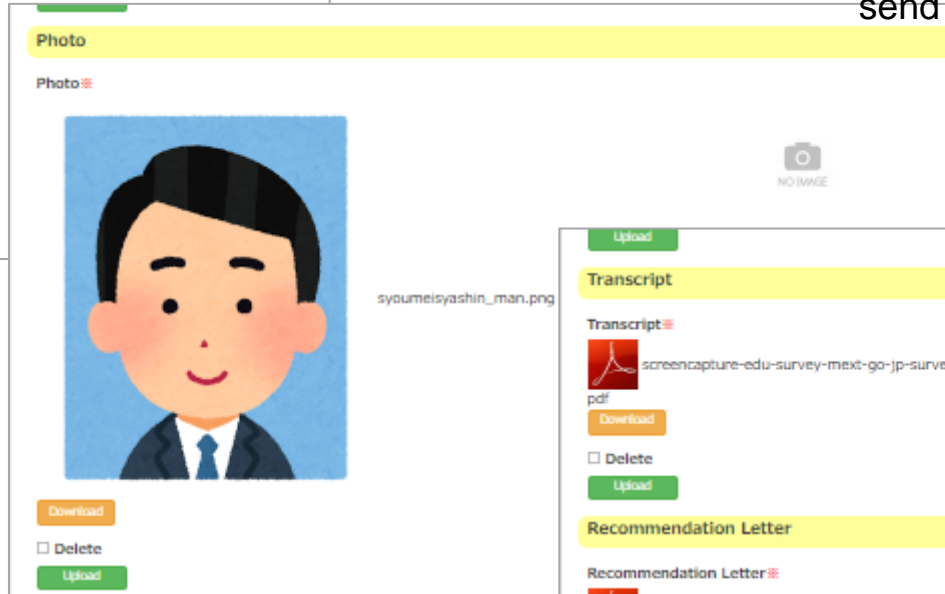 send
Photo
Photo※
NO IMAGE
syoumeisyashin_man.png
Download
☐ Delete
Upload
Upload
Transcript
Transcript※
screencapture-edu-survey-mext-go-jp-surve
pdf
Download
☐ Delete
Upload
Recommendation Letter
Recommendation Letter※